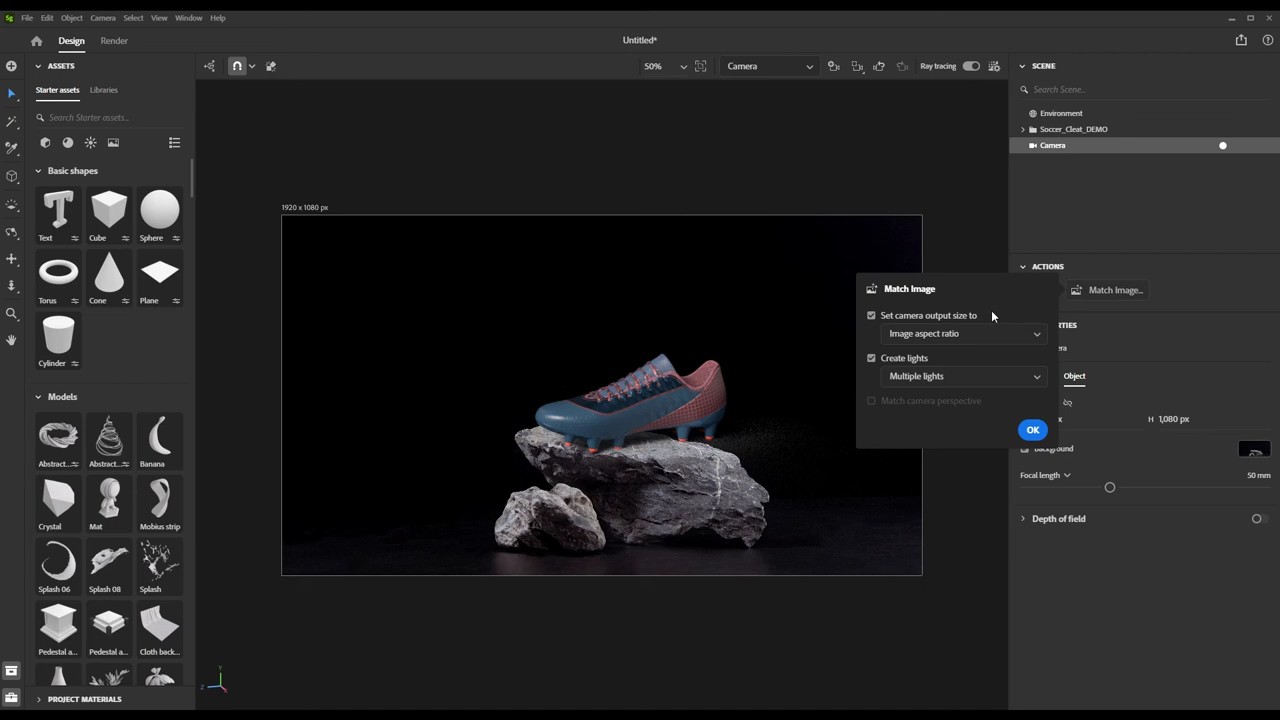 Sg File Edit Object Camera Select View Window Help
Design Render Untitled*
ASSETS
50% Camera Ray tracing
SCENE
Starter assets Libraries
Search Scene...
Search Starter assets...
Environment
Soccer_Cleat_DEMO
Camera
Basic shapes
1920 x 1080 px
Text Cube Sphere
Torus Cone Plane
Cylinder
ACTIONS
Match Image...
Match Image
Set camera output size to
Image aspect ratio
Create lights
Multiple lights
Match camera perspective
OK
Object
H 1,080 px
Background
Focal length 50 mm
Depth of field
Models
Abstract... Abstract... Banana
Crystal Mat Mobius strip
Splash 06 Splash 08 Splash
Pedestal a... Pedestal a... Cloth back...
Y
Z X
PROJECT MATERIALS